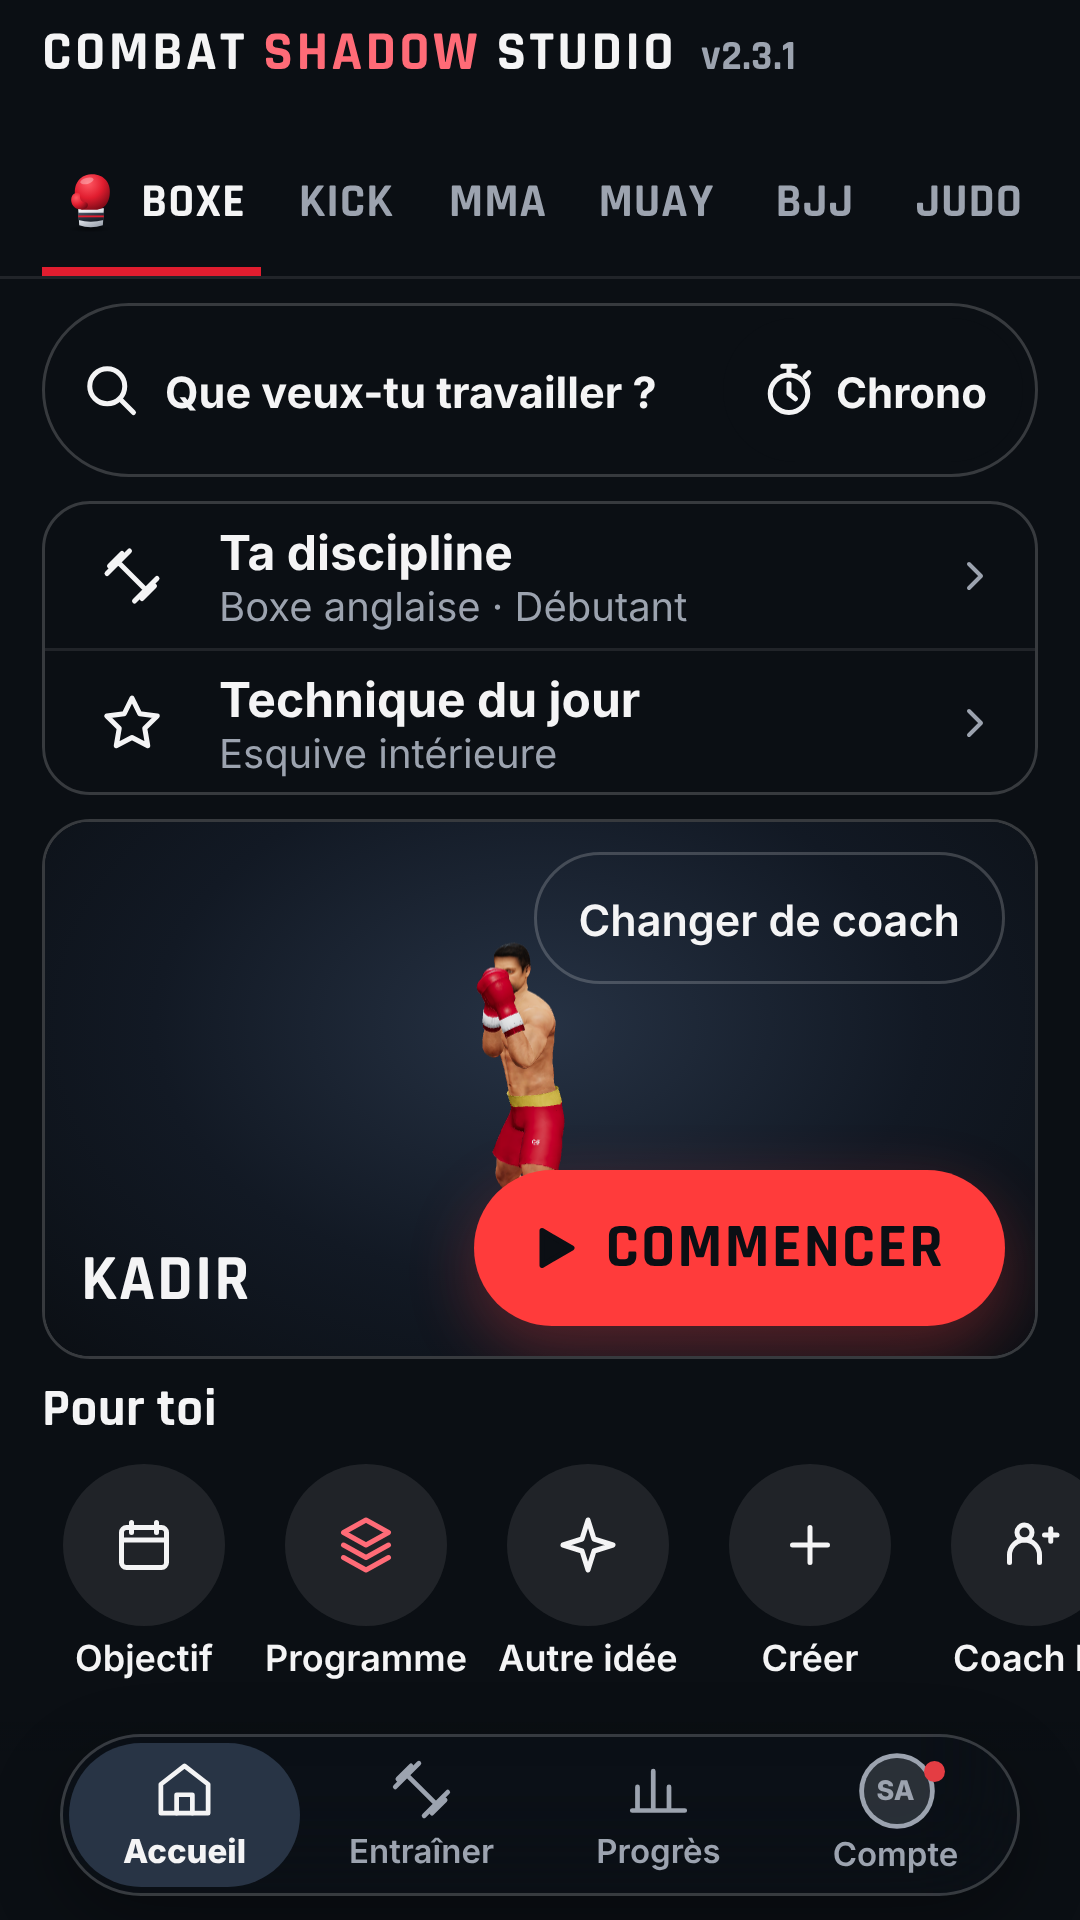 COMBAT SHADOW STUDIO v2.3.1
BOXE KICK MMA MUAY BJJ JUDO
Que veux-tu travailler ? Chrono
Ta discipline
Boxe anglaise · Débutant
Technique du jour
Esquive intérieure
Changer de coach
COMMENCER
KADIR
Pour toi
Objectif Programme Autre idée Créer Coach
SA
Accueil Entraîner Progrès Compte